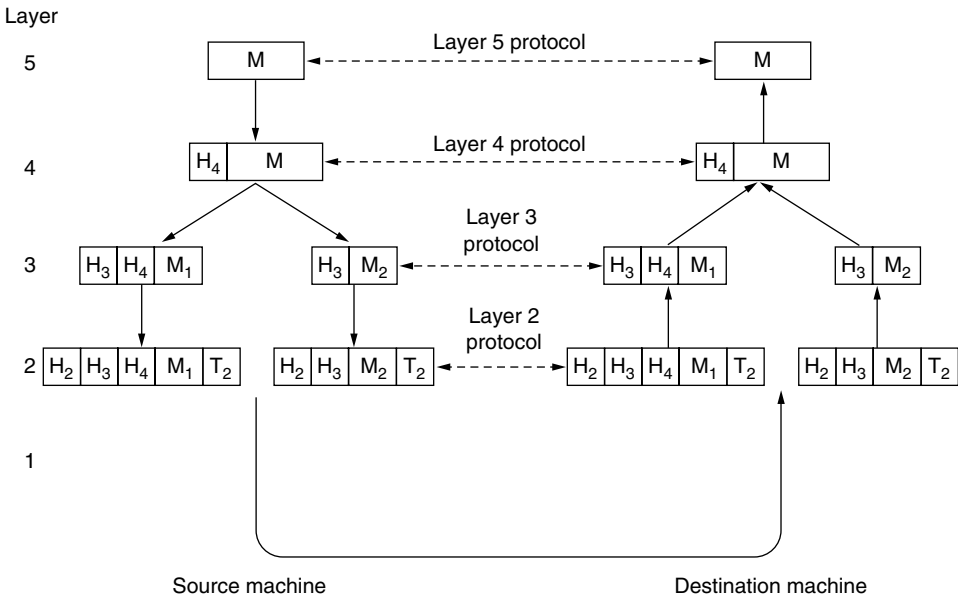 Layer
5 M Layer 5 protocol M
4 H₄ M Layer 4 protocol H₄ M
Layer 3
protocol
3 H₃ H₄ M₁ H₃ M₂ H₃ H₄ M₁ H₃ M₂
Layer 2
protocol
2 H₂ H₃ H₄ M₁ T₂ H₂ H₃ M₂ T₂ H₂ H₃ H₄ M₁ T₂ H₂ H₃ M₂ T₂
1
Source machine Destination machine